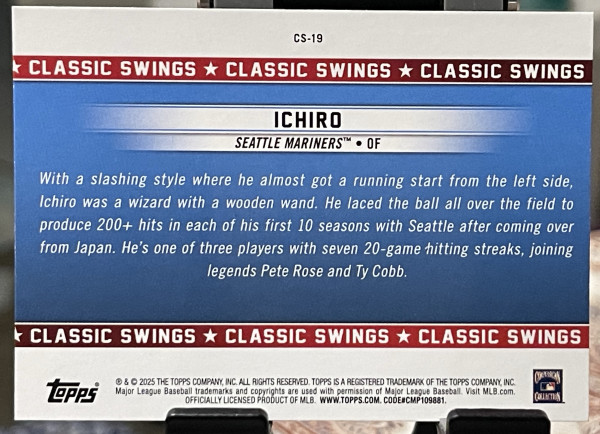 CS-19
★ CLASSIC SWINGS ★ CLASSIC SWINGS ★ CLASSIC SWINGS
ICHIRO
SEATTLE MARINERS™ • OF
With a slashing style where he almost got a running start from the left side,
Ichiro was a wizard with a wooden wand. He laced the ball all over the field to
produce 200+ hits in each of his first 10 seasons with Seattle after coming over
from Japan. He's one of three players with seven 20-game hitting streaks, joining
legends Pete Rose and Ty Cobb.
★ CLASSIC SWINGS ★ CLASSIC SWINGS ★ CLASSIC SWINGS
Topps
® & © 2025 THE TOPPS COMPANY, INC. ALL RIGHTS RESERVED. TOPPS IS A REGISTERED TRADEMARK OF THE TOPPS COMPANY, INC.
Major League Baseball trademarks and copyrights are used with permission of Major League Baseball. Visit MLB.com.
OFFICIALLY LICENSED PRODUCT OF MLB. WWW.TOPPS.COM. CODE#CMP109881.
COOPERSTOWN
COLLECTION